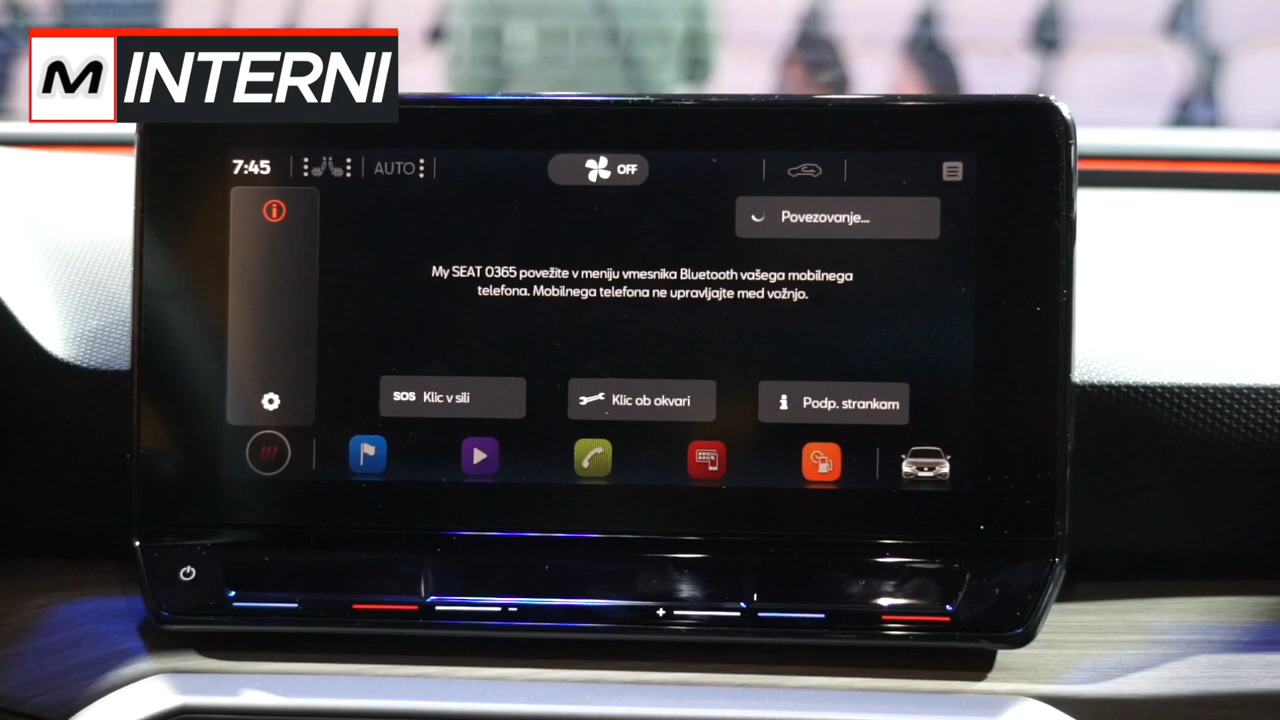 M INTERNI
7:45 AUTO OFF
Povezovanje...
My SEAT 0365 povežite v meniju vmesnika Bluetooth vašega mobilnega
telefona. Mobilnega telefona ne upravljajte med vožnjo.
SOS Klic v sili
Klic ob okvari
Podp. strankam